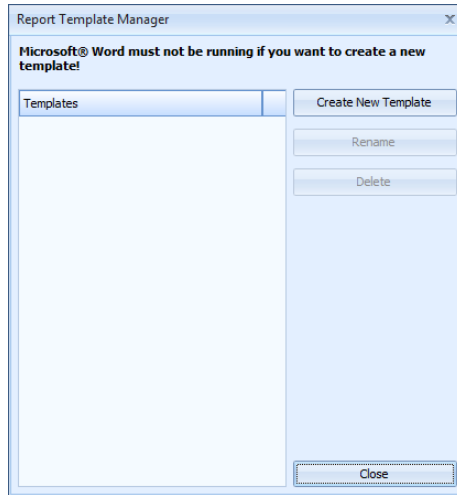 Report Template Manager
Microsoft® Word must not be running if you want to create a new
template!
Templates
Create New Template
Rename
Delete
Close